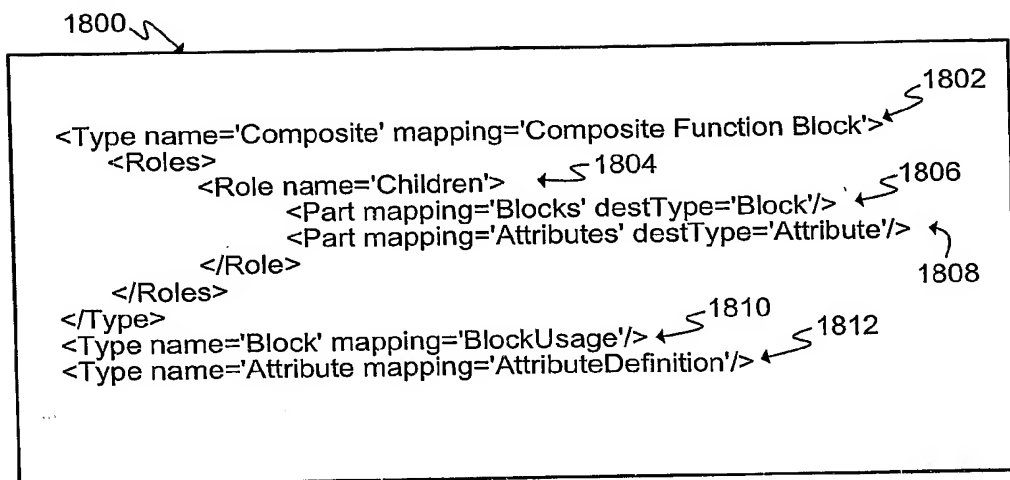 1800
1802
<Type name='Composite' mapping='Composite Function Block'>
<Roles>
<Role name='Children'>
1804
1806
<Part mapping='Blocks' destType='Block'/>
<Part mapping='Attributes' destType='Attribute'/>
1808
</Role>
</Roles>
</Type>
1810
<Type name='Block' mapping='BlockUsage'/>
1812
<Type name='Attribute mapping='AttributeDefinition'/>
...